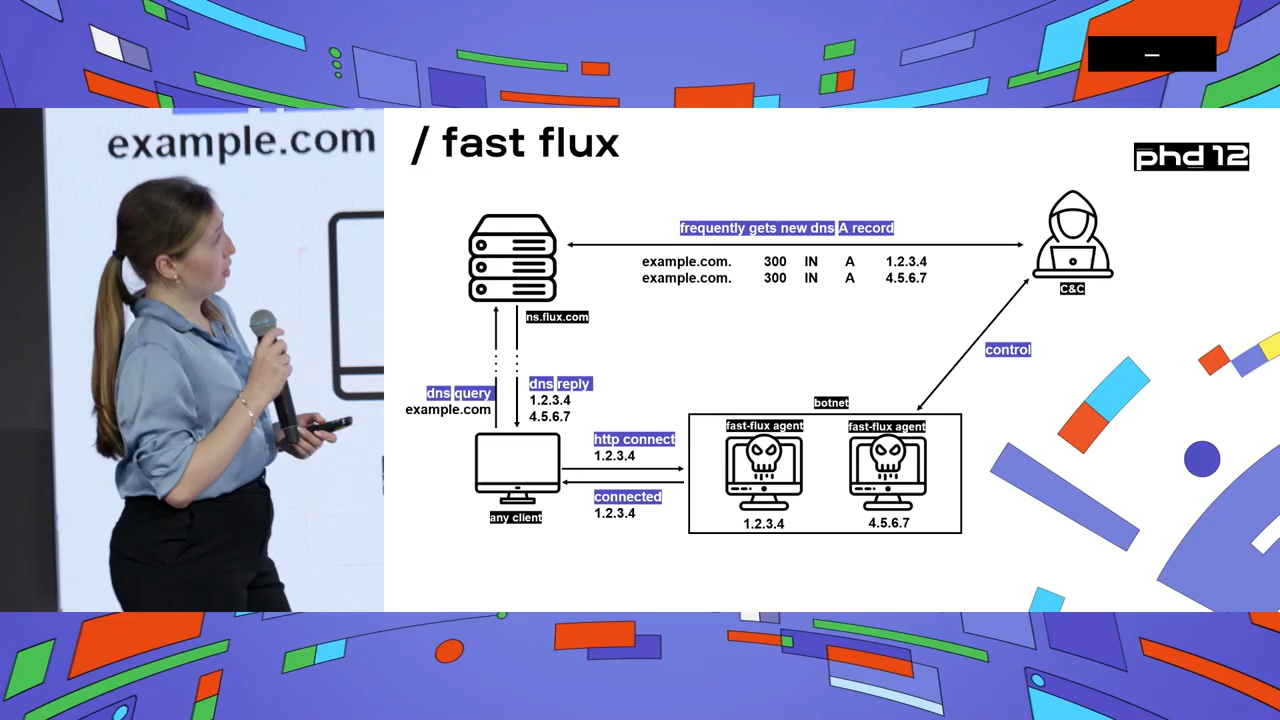 —
example.com
/ fast flux
phd 12
frequently gets new dns A record
example.com. 300 IN A 1.2.3.4
example.com. 300 IN A 4.5.6.7
C&C
ns.flux.com
control
dns query
example.com
dns reply
1.2.3.4
4.5.6.7
botnet
fast-flux agent
fast-flux agent
http connect
1.2.3.4
connected
1.2.3.4
any client
1.2.3.4
4.5.6.7